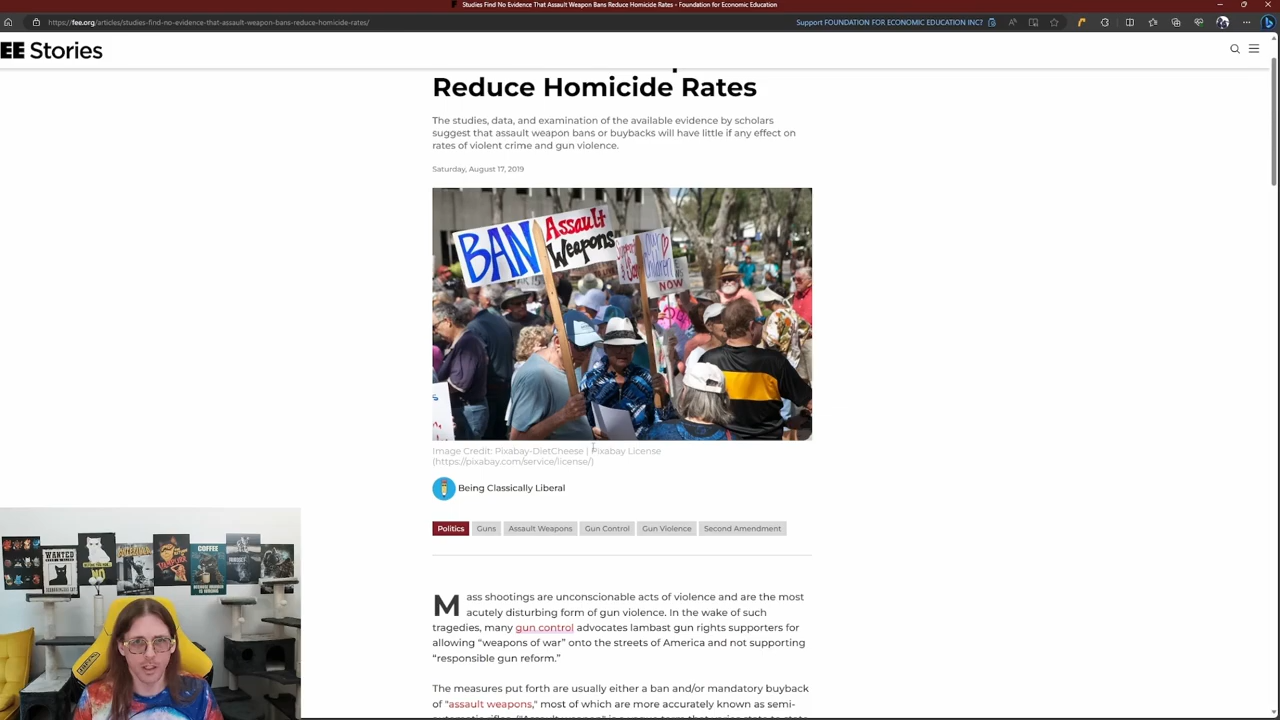 Studies Find No Evidence That Assault Weapon Bans Reduce Homicide Rates - Foundation for Economic Education
https://fee.org/articles/studies-find-no-evidence-that-assault-weapon-bans-reduce-homicide-rates/
Support FOUNDATION FOR ECONOMIC EDUCATION INC?
EE Stories
Reduce Homicide Rates
The studies, data, and examination of the available evidence by scholars
suggest that assault weapon bans or buybacks will have little if any effect on
rates of violent crime and gun violence.
Saturday, August 17, 2019
BAN Assault
Weapons
Our
Children
NOW
Image Credit: Pixabay-DietCheese | Pixabay License
(https://pixabay.com/service/license/)
Being Classically Liberal
Politics Guns Assault Weapons Gun Control Gun Violence Second Amendment
Mass shootings are unconscionable acts of violence and are the most
acutely disturbing form of gun violence. In the wake of such
tragedies, many gun control advocates lambast gun rights supporters for
allowing “weapons of war” onto the streets of America and not supporting
“responsible gun reform.”
The measures put forth are usually either a ban and/or mandatory buyback
of "assault weapons," most of which are more accurately known as semi-
WANTED
COFFEE
NO